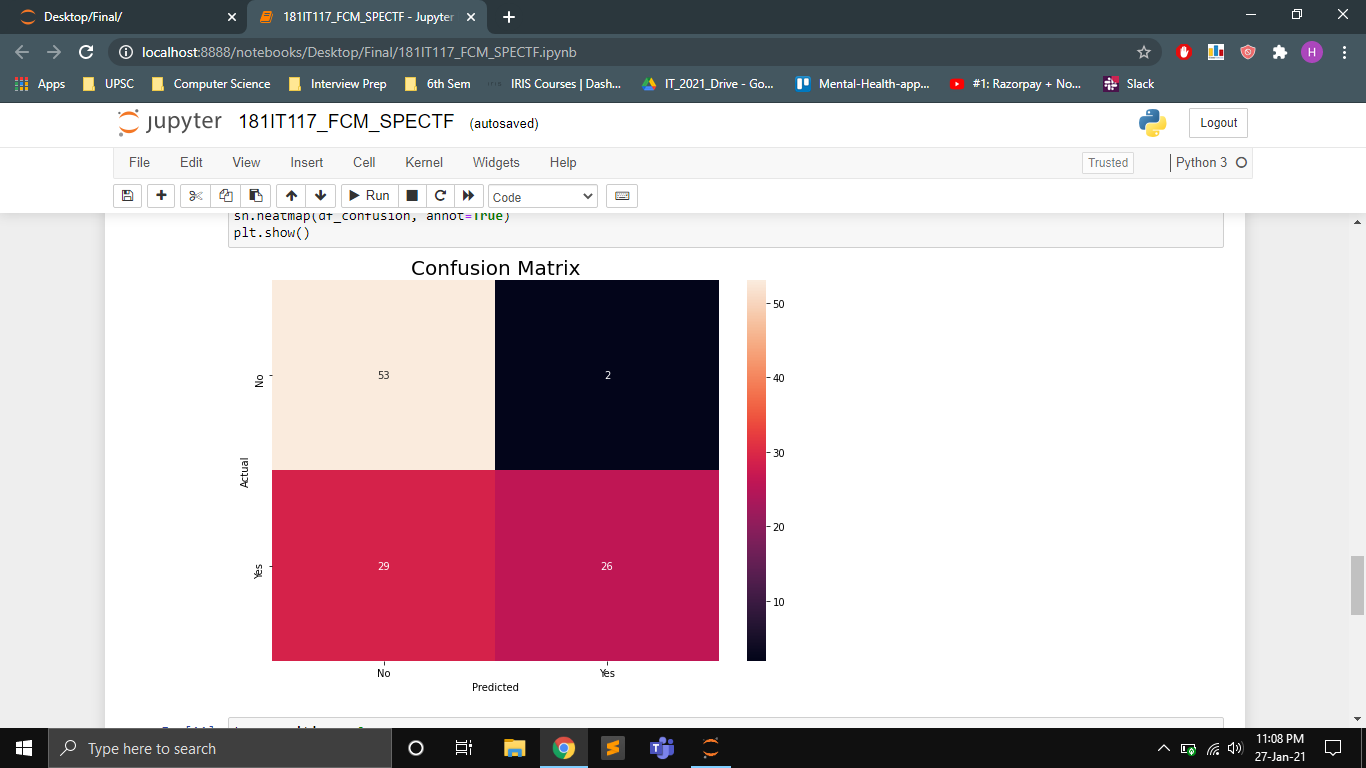 Desktop/Final/
181IT117_FCM_SPECTF - Jupyter
localhost:8888/notebooks/Desktop/Final/181IT117_FCM_SPECTF.ipynb
H
Apps UPSC Computer Science Interview Prep 6th Sem IRIS Courses | Dash... IT_2021_Drive - Go... Mental-Health-app... #1: Razorpay + No... Slack
jupyter 181IT117_FCM_SPECTF (autosaved)
Logout
File Edit View Insert Cell Kernel Widgets Help
Trusted Python 3
Run Code
sn.heatmap(df_confusion, annot=True)
plt.show()
Confusion Matrix
No 53 2
Yes 29 26
Actual
No Yes
Predicted
50
40
30
20
10
Type here to search
11:08 PM
27-Jan-21